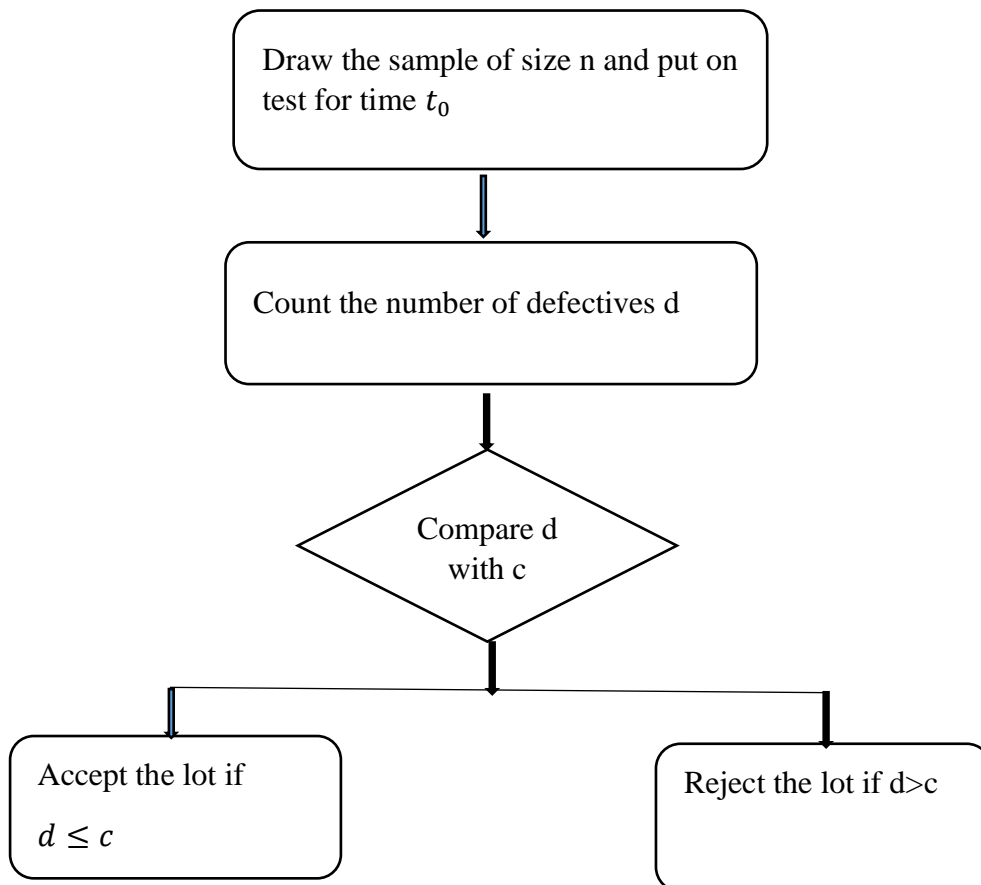 Draw the sample of size n and put on
test for time 𝑡₀
Count the number of defectives d
Compare d
with c
Accept the lot if
𝑑 ≤ 𝑐
Reject the lot if d>c